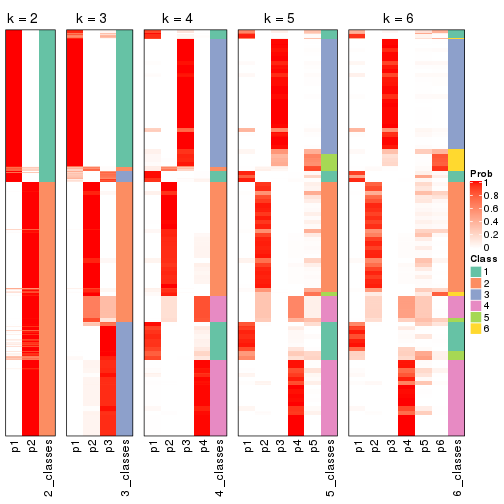 k = 2
k = 3
k = 4
k = 5
k = 6
p1
p2
2_classes
p1
p2
p3
3_classes
p1
p2
p3
p4
4_classes
p1
p2
p3
p4
p5
5_classes
p1
p2
p3
p4
p5
p6
6_classes
Prob
1
0.8
0.6
0.4
0.2
0
Class
1
2
3
4
5
6